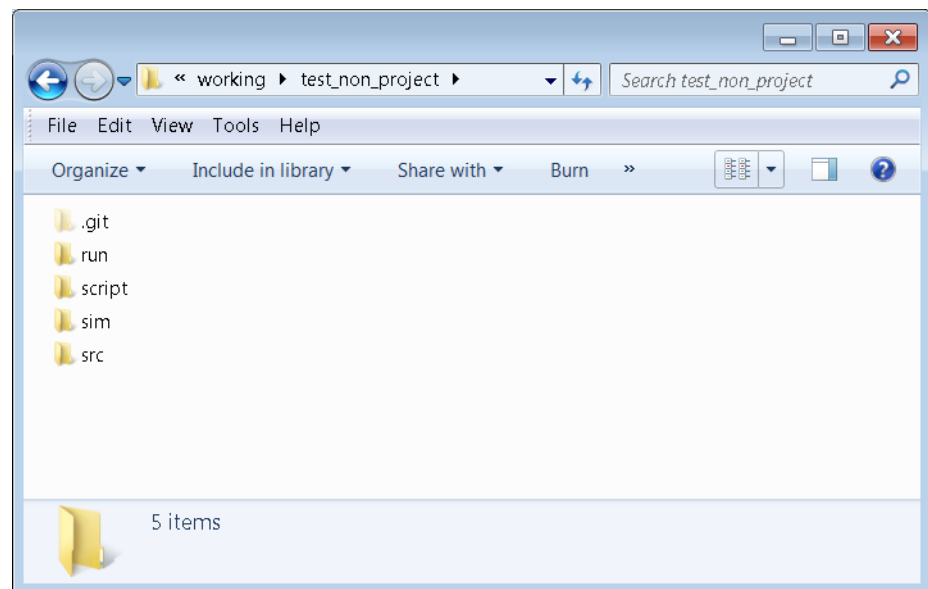 « working ▸ test_non_project ▸ Search test_non_project
File Edit View Tools Help
Organize Include in library Share with Burn »
.git
run
script
sim
src
5 items